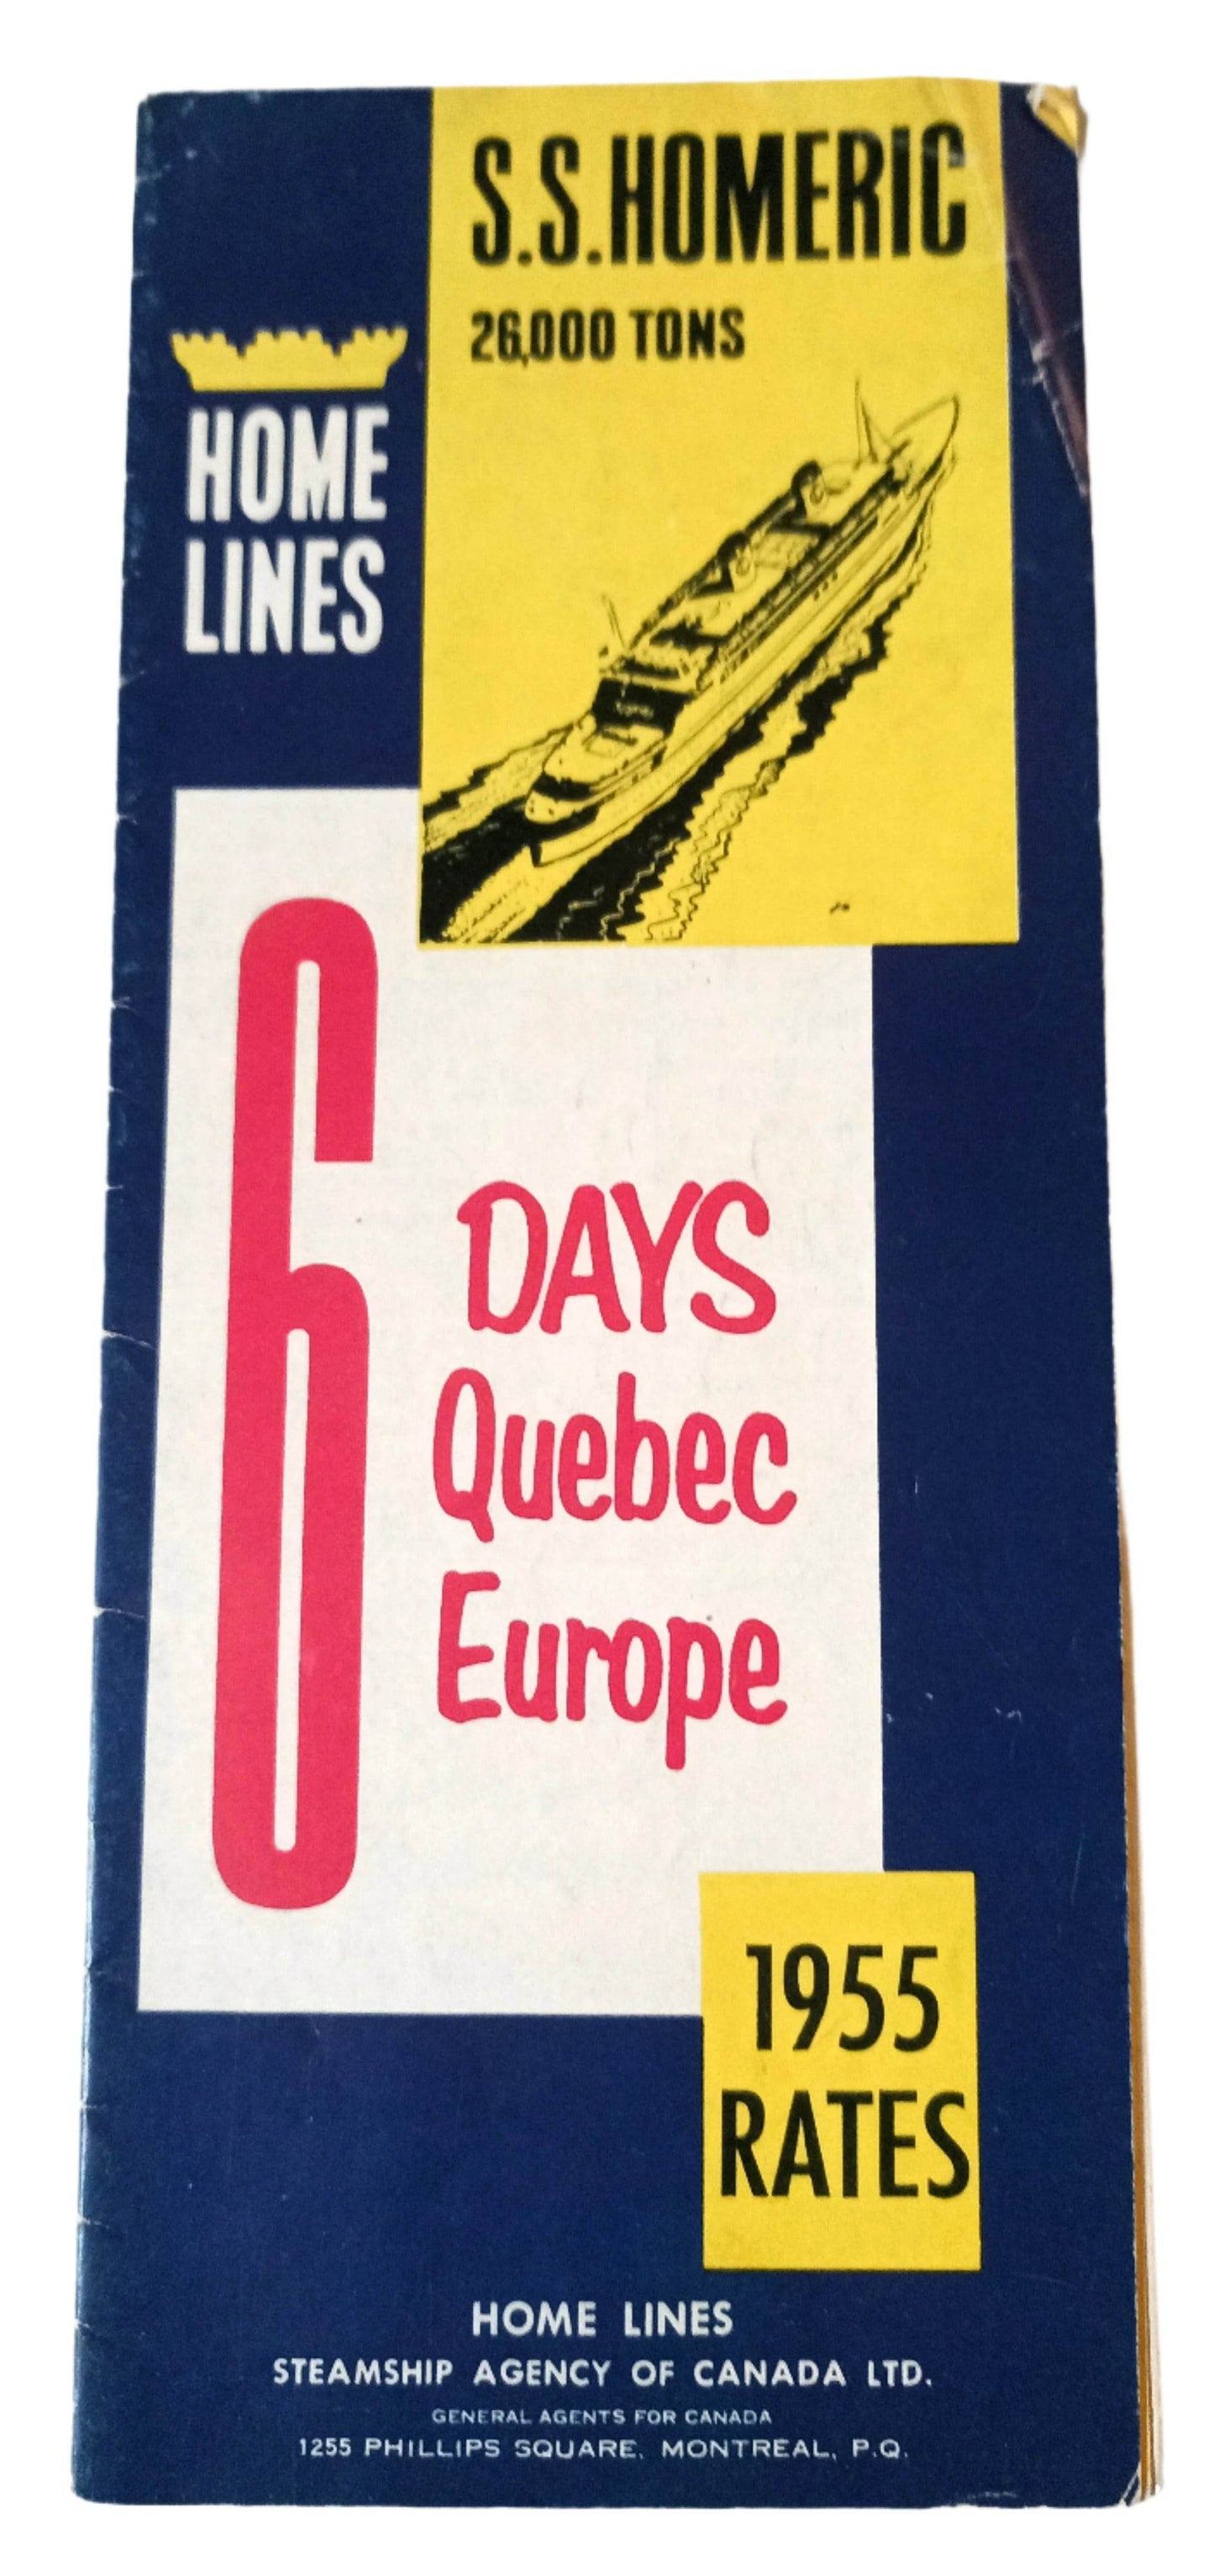 S.S.HOMERIC
26,000 TONS
HOME
LINES
6
DAYS
Quebec
Europe
1955
RATES
HOME LINES
STEAMSHIP AGENCY OF CANADA LTD.
GENERAL AGENTS FOR CANADA
1255 PHILLIPS SQUARE, MONTREAL, P.Q.